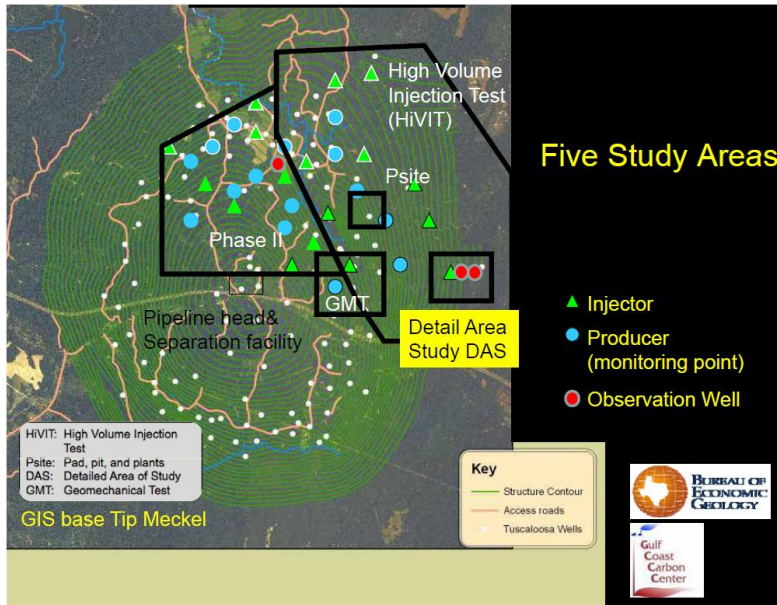 High Volume
Injection Test
(HiVIT)
Five Study Areas
Psite
Phase II
GMT
Pipeline head&
Separation facility
Detail Area
Study DAS
Injector
Producer
(monitoring point)
Observation Well
HiVIT: High Volume Injection
Test
Psite: Pad, pit, and plants
DAS: Detailed Area of Study
GMT: Geomechanical Test
GIS base Tip Meckel
Key
Structure Contour
Access roads
Tuscaloosa Wells
BUREAU OF
ECONOMIC
GEOLOGY
Gulf
Coast
Carbon
Center